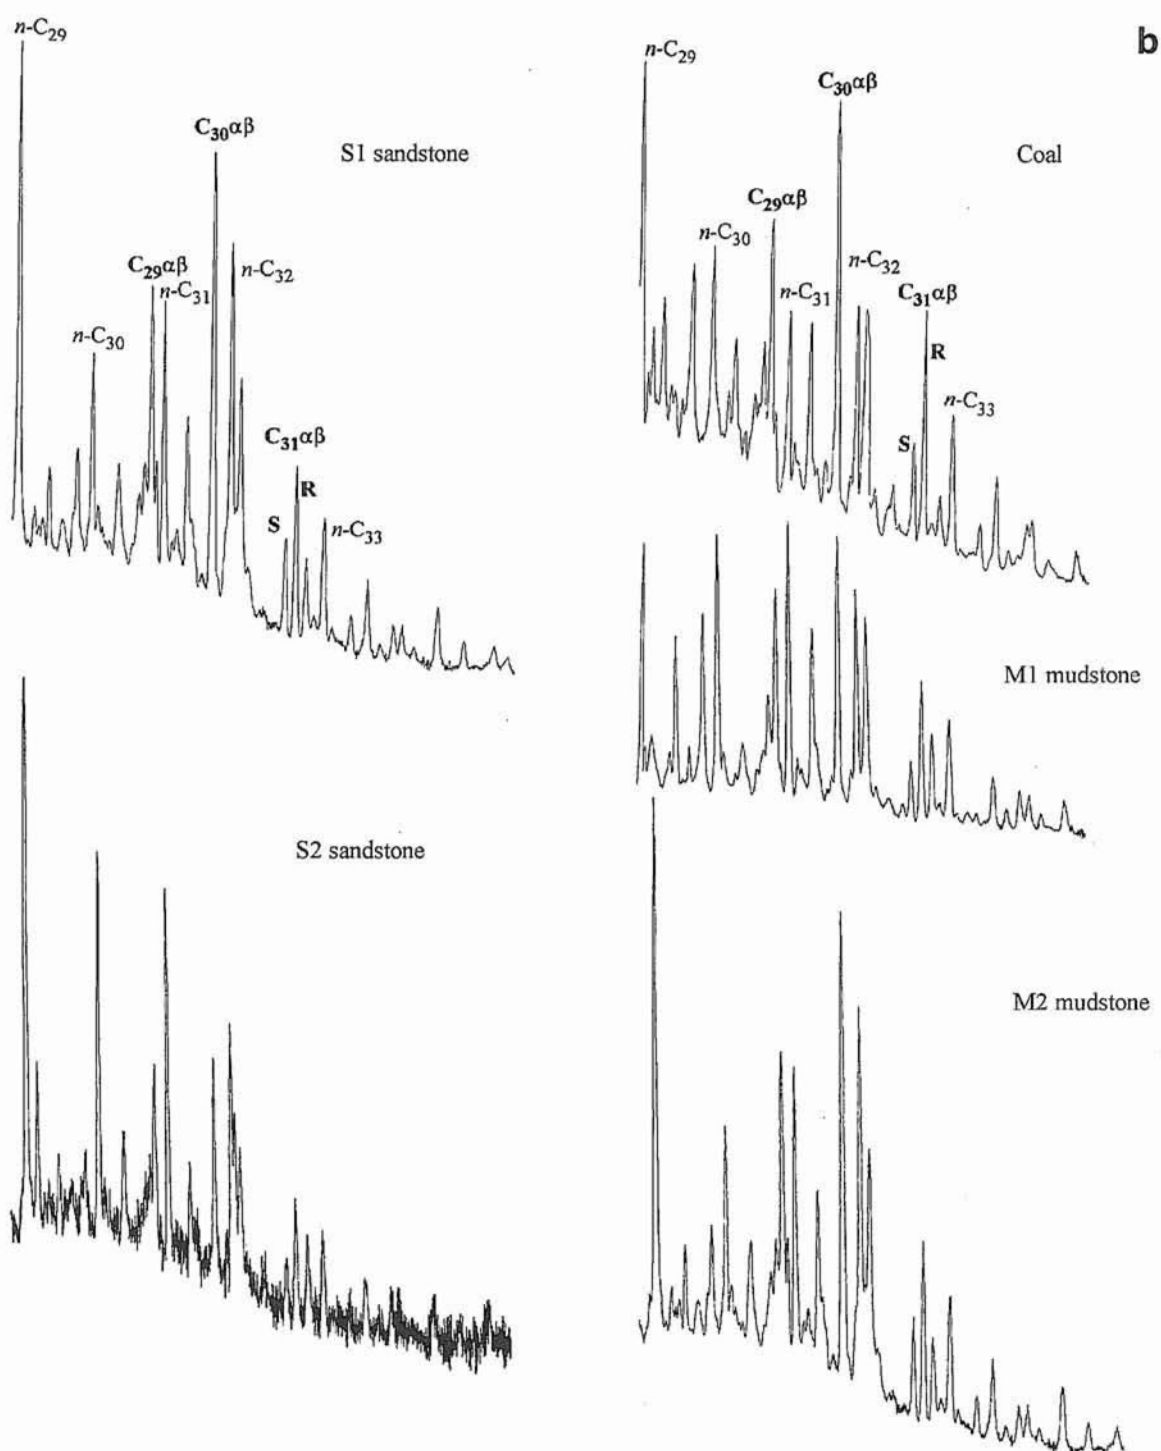 b
n-C₂₉
C₃₀αβ
S1 sandstone
C₂₉αβ
n-C₃₁
n-C₃₂
n-C₃₀
C₃₁αβ
R
S
n-C₃₃
S2 sandstone
n-C₂₉
C₃₀αβ
Coal
C₂₉αβ
n-C₃₀
n-C₃₂
n-C₃₁
C₃₁αβ
R
n-C₃₃
S
M1 mudstone
M2 mudstone